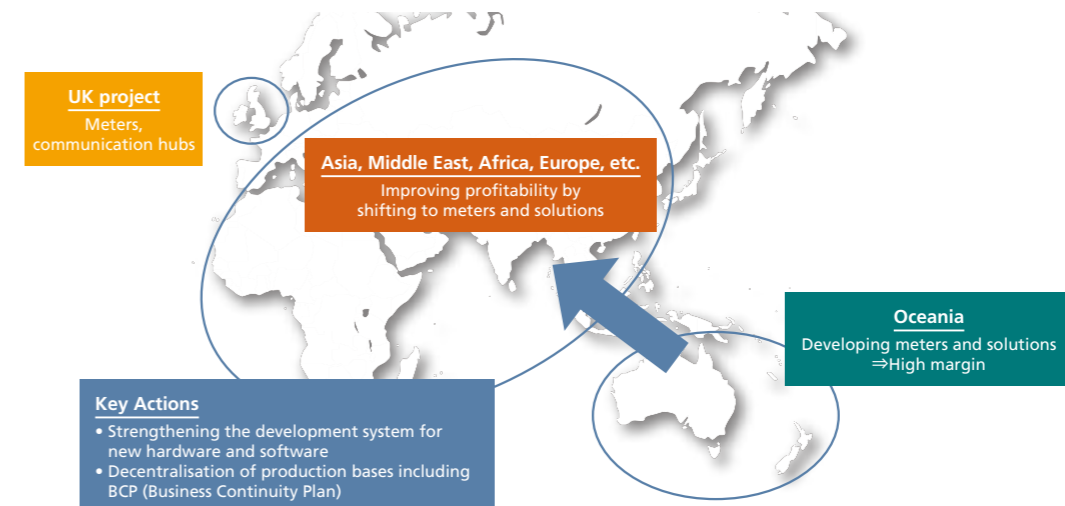 UK project
Meters,
communication hubs
Asia, Middle East, Africa, Europe, etc.
Improving profitability by
shifting to meters and solutions
Oceania
Developing meters and solutions
⇒High margin
Key Actions
• Strengthening the development system for
new hardware and software
• Decentralisation of production bases including
BCP (Business Continuity Plan)